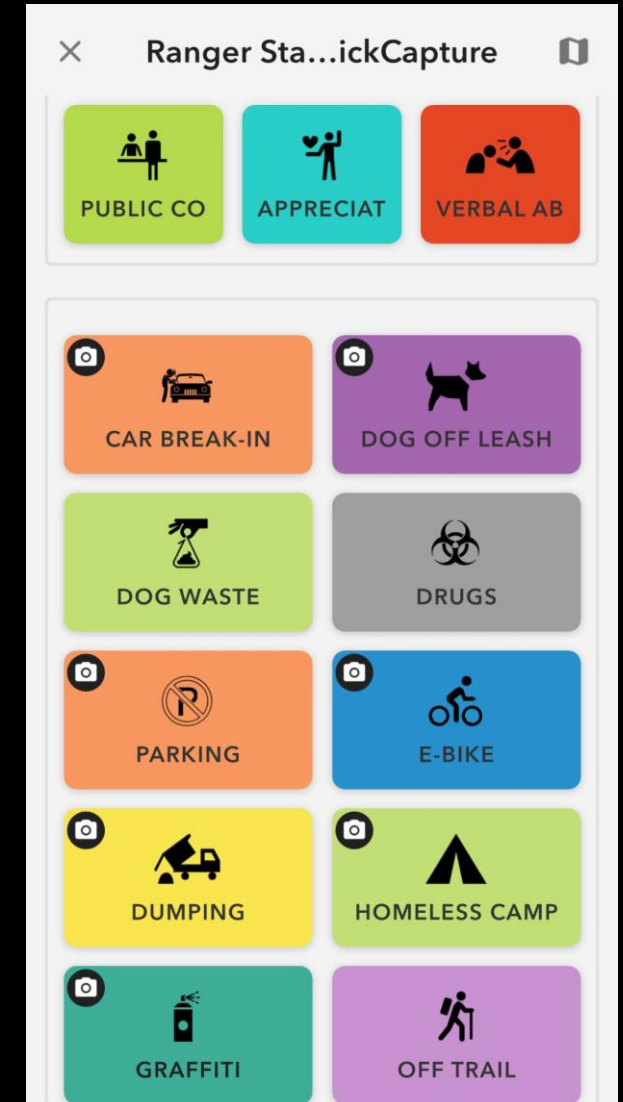 Ranger Sta...ickCapture
PUBLIC CO
APPRECIAT
VERBAL AB
CAR BREAK-IN
DOG OFF LEASH
DOG WASTE
DRUGS
PARKING
E-BIKE
DUMPING
HOMELESS CAMP
GRAFFITI
OFF TRAIL